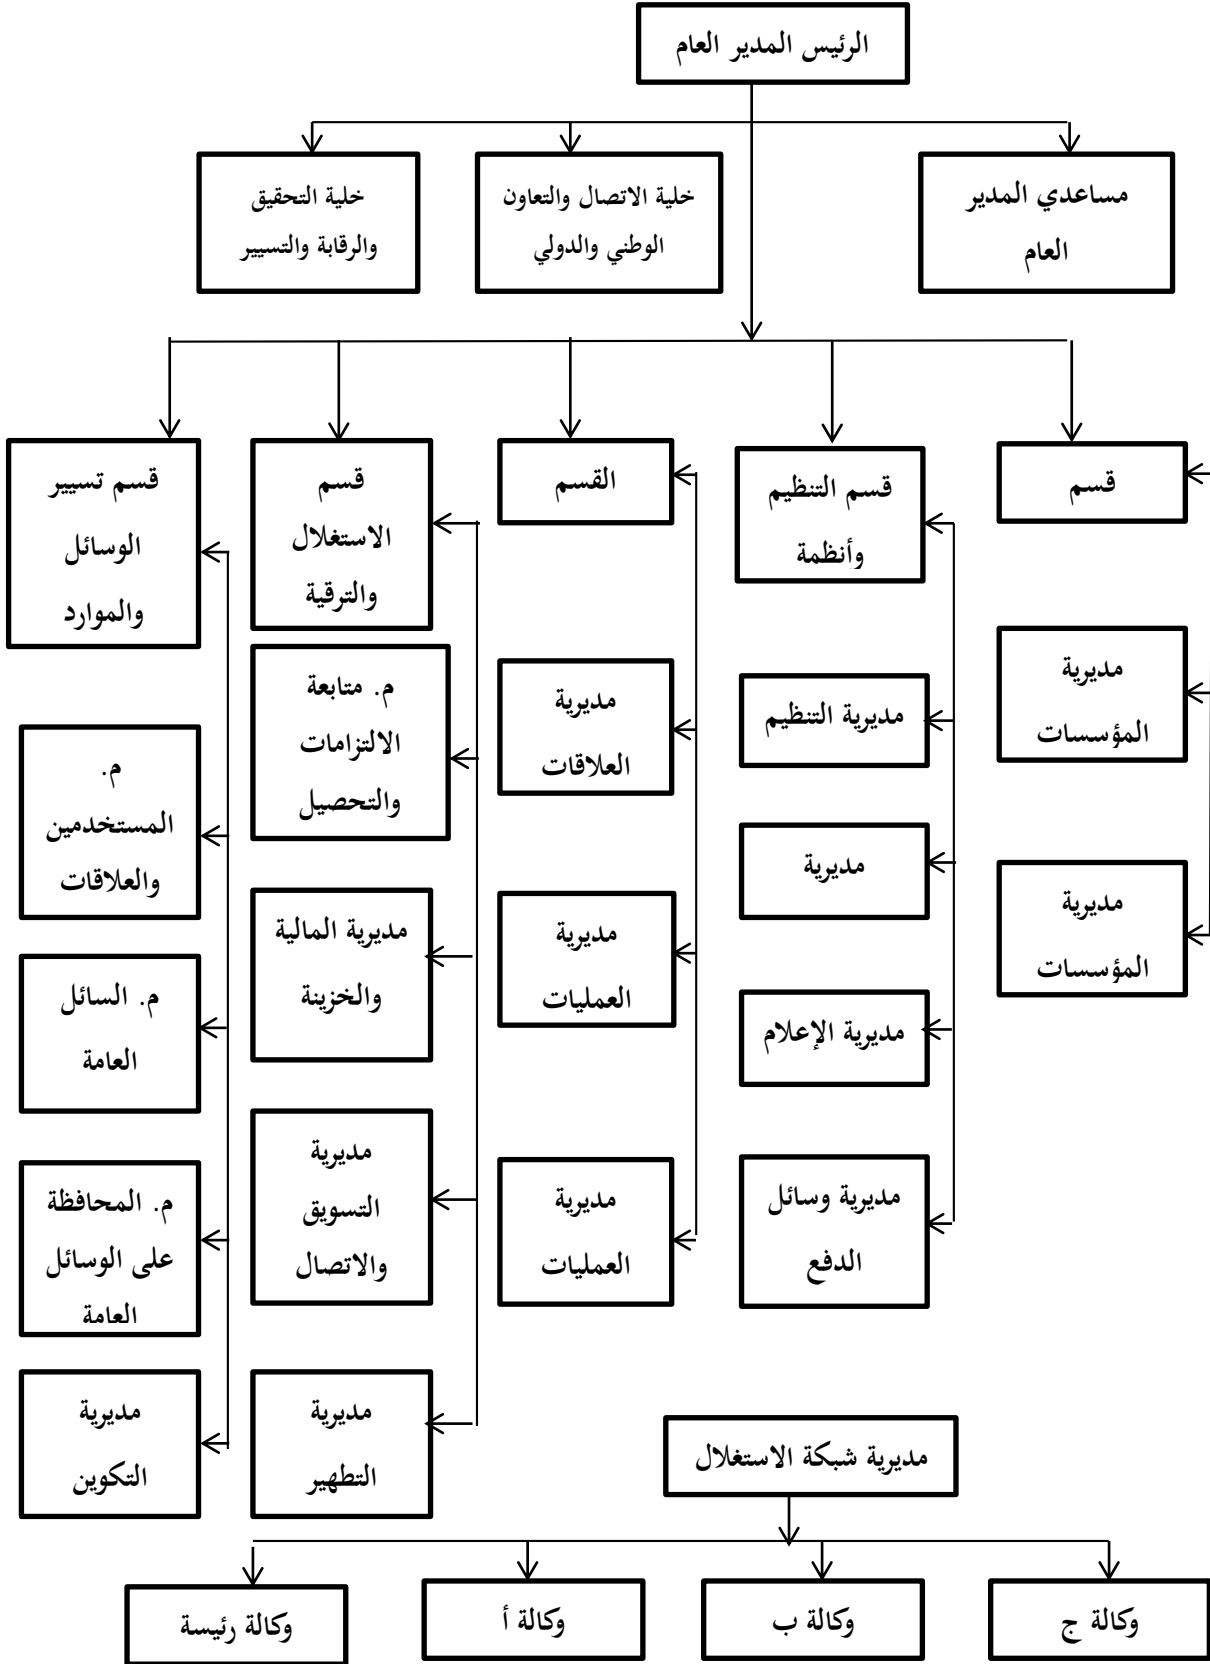 الرئيس المدير العام
مساعدي المدير
العام
خلية الاتصال والتعاون
الوطني والدولي
خلية التحقيق
والرقابة والتسيير
قسم
قسم التنظيم
وأنظمة
القسم
قسم
الاستغلال
والترقية
قسم تسيير
الوسائل
والموارد
مديرية
المؤسسات
مديرية
المؤسسات
مديرية التنظيم
مديرية
مديرية الإعلام
مديرية وسائل
الدفع
مديرية
العلاقات
مديرية
العمليات
مديرية
العمليات
م. متابعة
الالتزامات
والتحصيل
مديرية المالية
والخزينة
مديرية
التسويق
والاتصال
مديرية
التطهير
م.
المستخدمين
والعلاقات
م. السائل
العامة
م. المحافظة
على الوسائل
العامة
مديرية
التكوين
مديرية شبكة الاستغلال
وكالة ج
وكالة ب
وكالة أ
وكالة رئيسة